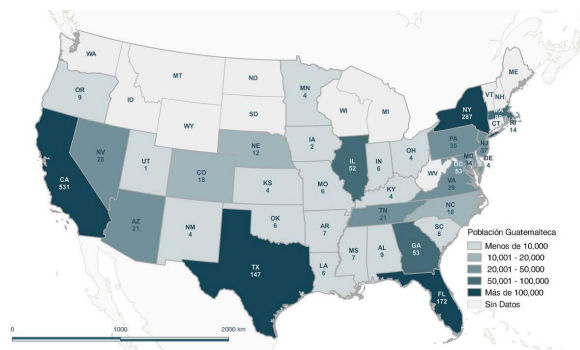 WA
ME
MT
ND
OR
9
MN
4
VT
NH
ID
WI
SD
NY
287
MI
WY
CT
RI
14
IA
2
PA
NE
12
NJ
NV
28
OH
4
IL
52
IN
6
UT
1
MD
34
DE
4
CO
18
WV
53
CA
531
VA
39
KS
4
MO
6
KY
4
NC
18
TN
21
OK
6
AZ
21
NM
4
AR
7
SC
8
MS
7
AL
9
GA
53
TX
147
LA
6
FL
172
Población Guatemalteca
Menos de 10,000
10,001 - 20,000
20,001 - 50,000
50,001 - 100,000
Más de 100,000
Sin Datos
0
1000
2000 km